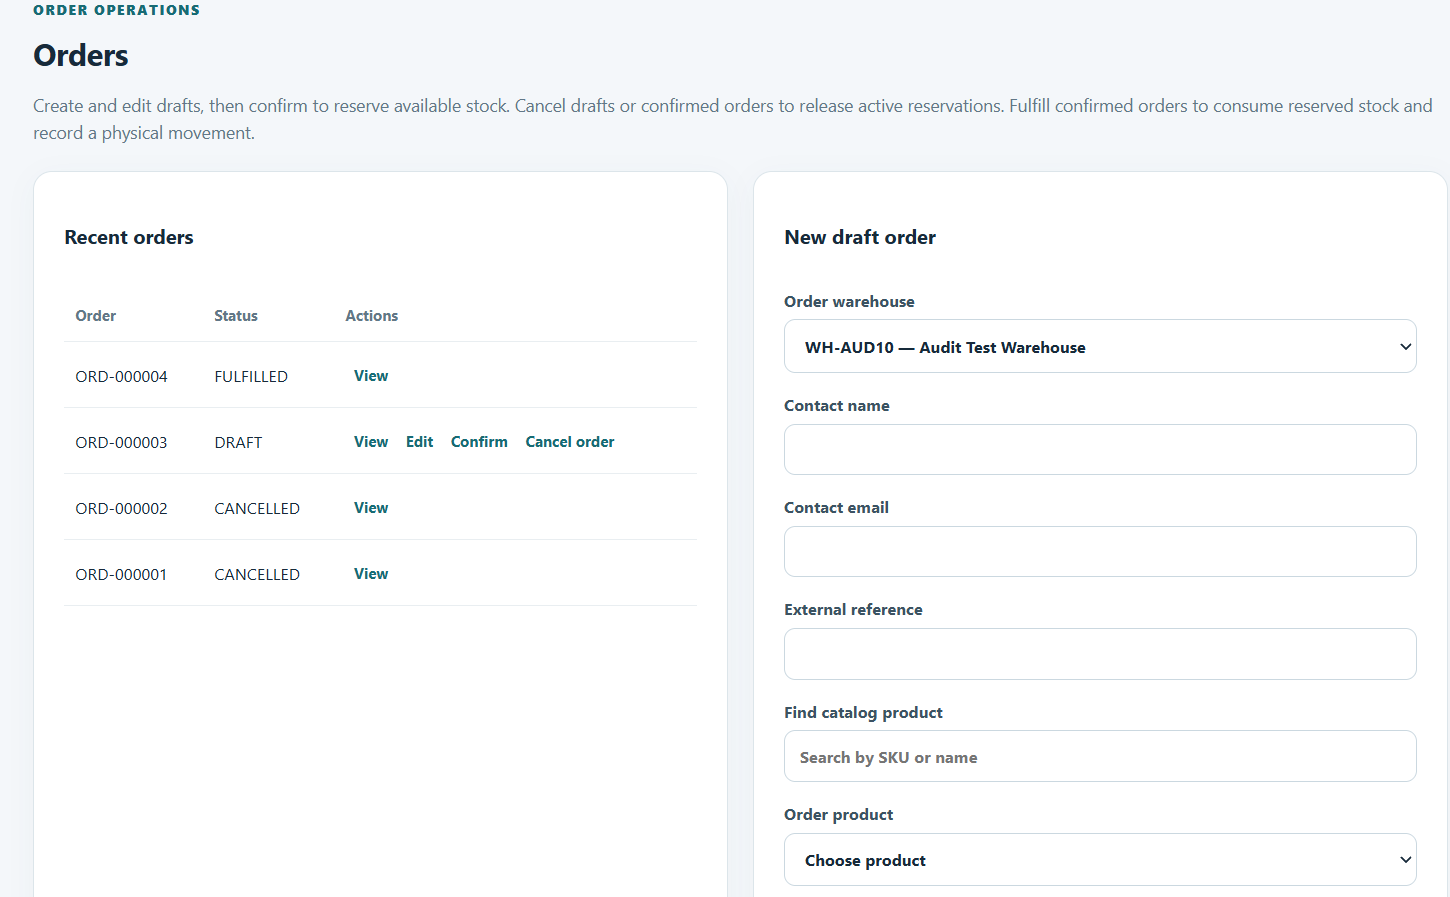 ORDER OPERATIONS
Orders
Create and edit drafts, then confirm to reserve available stock. Cancel drafts or confirmed orders to release active reservations. Fulfill confirmed orders to consume reserved stock and
record a physical movement.
Recent orders
Order Status Actions
ORD-000004 FULFILLED View
ORD-000003 DRAFT View Edit Confirm Cancel order
ORD-000002 CANCELLED View
ORD-000001 CANCELLED View
New draft order
Order warehouse
WH-AUD10 — Audit Test Warehouse
Contact name
Contact email
External reference
Find catalog product
Search by SKU or name
Order product
Choose product